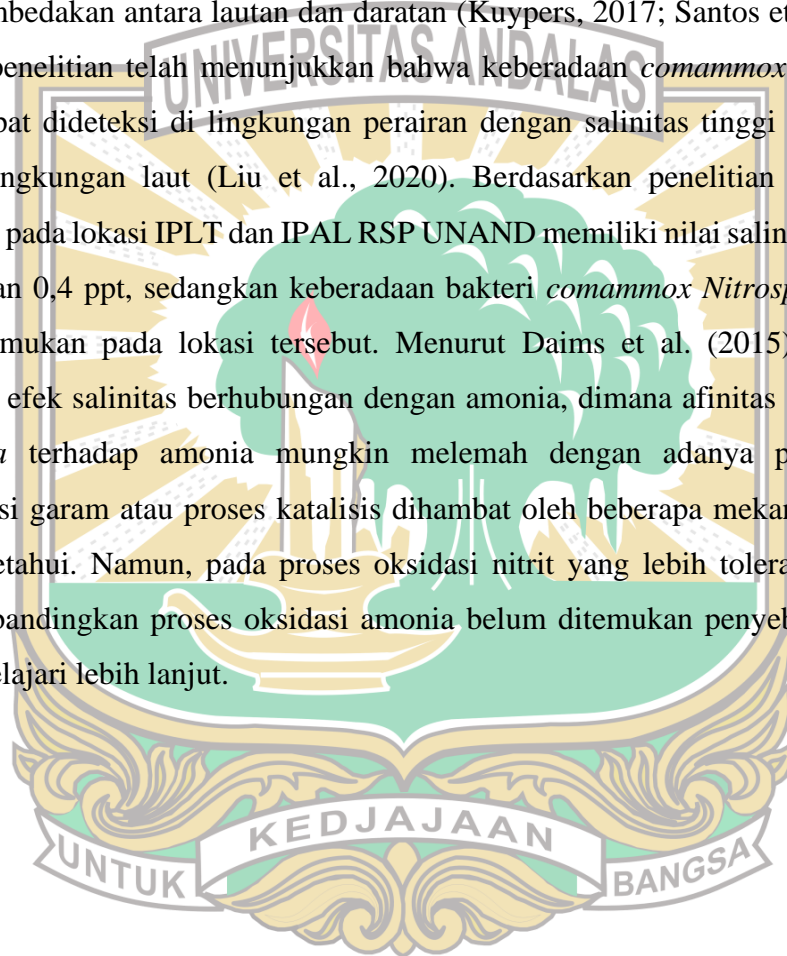 nbedakan antara lautan dan daratan (Kuypers, 2017; Santos et
penelitian telah menunjukkan bahwa keberadaan comammox
pat dideteksi di lingkungan perairan dengan salinitas tinggi
ngkungan laut (Liu et al., 2020). Berdasarkan penelitian
pada lokasi IPLT dan IPAL RSP UNAND memiliki nilai salin
an 0,4 ppt, sedangkan keberadaan bakteri comammox Nitrosp
mukan pada lokasi tersebut. Menurut Daims et al. (2015)
efek salinitas berhubungan dengan amonia, dimana afinitas
a terhadap amonia mungkin melemah dengan adanya p
si garam atau proses katalisis dihambat oleh beberapa mekan
etahui. Namun, pada proses oksidasi nitrit yang lebih tolera
bandingkan proses oksidasi amonia belum ditemukan penyeb
elajari lebih lanjut.
UNIVERSITAS ANDALAS
UNTUK KEDJAJAAN BANGSA